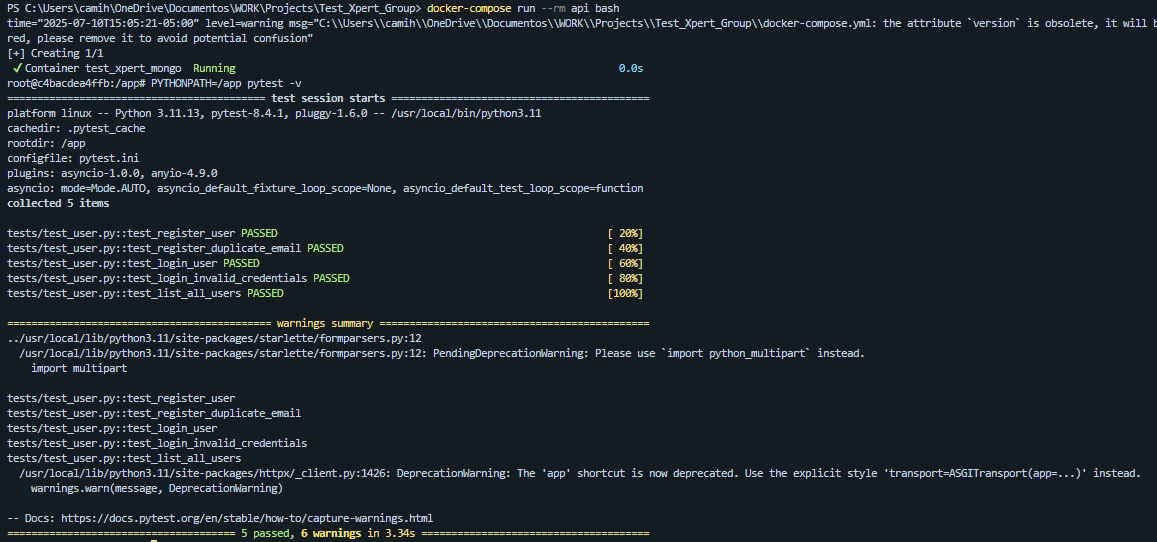 PS C:\Users\camih\OneDrive\Documentos\WORK\Projects\Test_Xpert_Group> docker-compose run --rm api bash
time="2025-07-10T15:05:21-05:00" level=warning msg="C:\\Users\\camih\\OneDrive\\Documentos\\WORK\\Projects\\Test_Xpert_Group\\docker-compose.yml: the attribute `version` is obsolete, it will b
red, please remove it to avoid potential confusion"
[+] Creating 1/1
✔ Container test_xpert_mongo  Running 0.0s
root@c4bacdea4ffb:/app# PYTHONPATH=/app pytest -v
=========================================== test session starts ===========================================
platform linux -- Python 3.11.13, pytest-8.4.1, pluggy-1.6.0 -- /usr/local/bin/python3.11
cachedir: .pytest_cache
rootdir: /app
configfile: pytest.ini
plugins: asyncio-1.0.0, anyio-4.9.0
asyncio: mode=Mode.AUTO, asyncio_default_fixture_loop_scope=None, asyncio_default_test_loop_scope=function
collected 5 items
tests/test_user.py::test_register_user PASSED [ 20%]
tests/test_user.py::test_register_duplicate_email PASSED [ 40%]
tests/test_user.py::test_login_user PASSED [ 60%]
tests/test_user.py::test_login_invalid_credentials PASSED [ 80%]
tests/test_user.py::test_list_all_users PASSED [100%]
============================================ warnings summary =============================================
../usr/local/lib/python3.11/site-packages/starlette/formparsers.py:12
/usr/local/lib/python3.11/site-packages/starlette/formparsers.py:12: PendingDeprecationWarning: Please use `import python_multipart` instead.
import multipart
tests/test_user.py::test_register_user
tests/test_user.py::test_register_duplicate_email
tests/test_user.py::test_login_user
tests/test_user.py::test_login_invalid_credentials
tests/test_user.py::test_list_all_users
/usr/local/lib/python3.11/site-packages/httpx/_client.py:1426: DeprecationWarning: The 'app' shortcut is now deprecated. Use the explicit style 'transport=ASGITransport(app=...)' instead.
warnings.warn(message, DeprecationWarning)
-- Docs: https://docs.pytest.org/en/stable/how-to/capture-warnings.html
====================================== 5 passed, 6 warnings in 3.34s ======================================